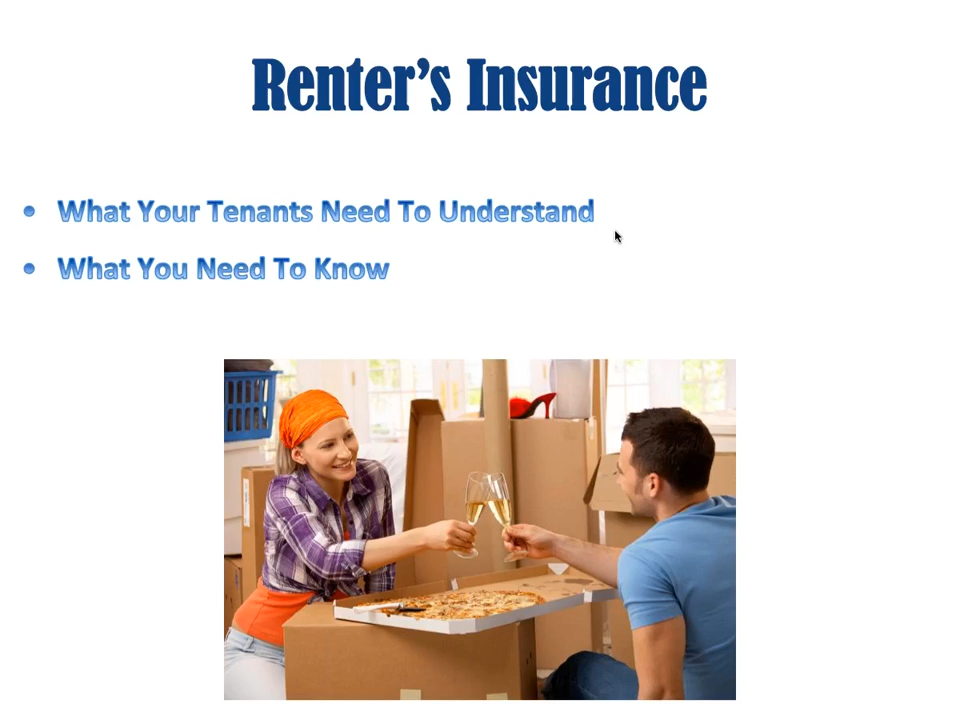 Renter’s Insurance
• What Your Tenants Need To Understand
• What You Need To Know